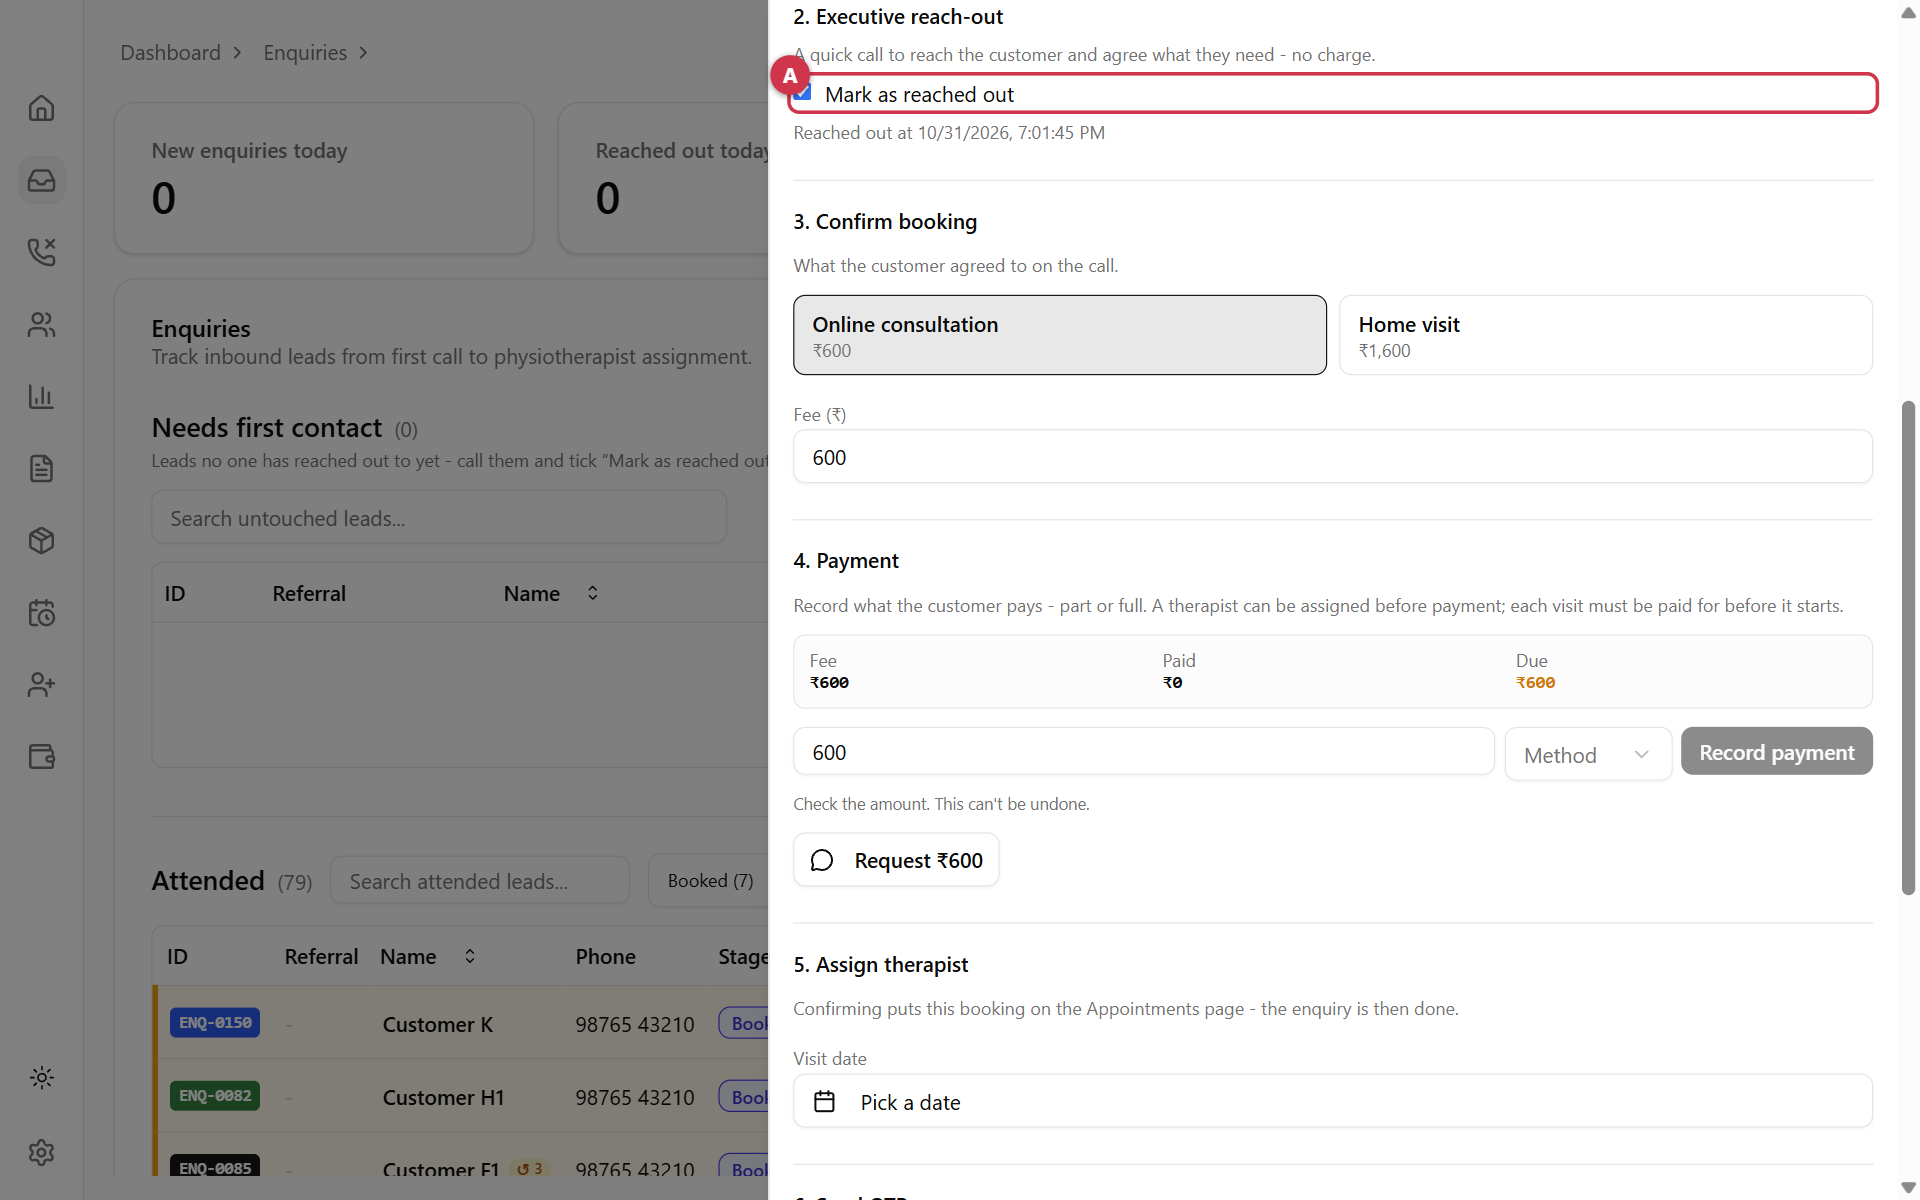 Dashboard
Enquiries
New enquiries today
0
Reached out today
0
Enquiries
Track inbound leads from first call to physiotherapist assignment.
Needs first contact (0)
Leads no one has reached out to yet - call them and tick “Mark as reached out
Search untouched leads...
ID Referral Name
Attended (79)
Search attended leads...
Booked (7)
ID Referral Name Phone Stage
ENQ-0150 - Customer K 98765 43210
ENQ-0082 - Customer H1 98765 43210
ENQ-0085 - Customer F1 3 98765 43210
2. Executive reach-out
A quick call to reach the customer and agree what they need - no charge.
A
Mark as reached out
Reached out at 10/31/2026, 7:01:45 PM
3. Confirm booking
What the customer agreed to on the call.
Online consultation
₹600
Home visit
₹1,600
Fee (₹)
600
4. Payment
Record what the customer pays - part or full. A therapist can be assigned before payment; each visit must be paid for before it starts.
Fee Paid Due
₹600 ₹0 ₹600
600
Method
Record payment
Check the amount. This can't be undone.
Request ₹600
5. Assign therapist
Confirming puts this booking on the Appointments page - the enquiry is then done.
Visit date
Pick a date